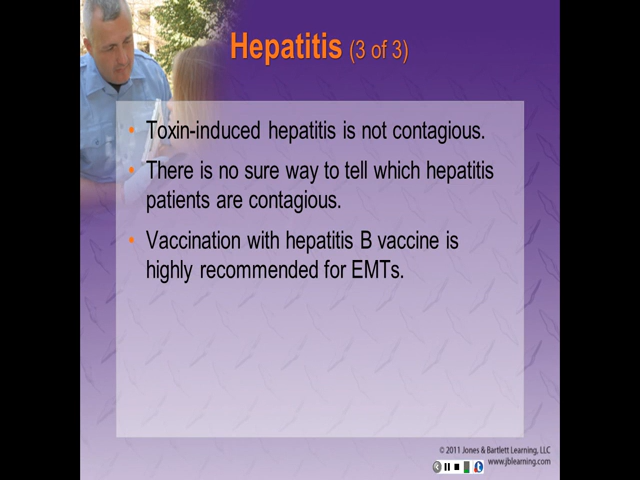 Hepatitis (3 of 3)
• Toxin-induced hepatitis is not contagious.
• There is no sure way to tell which hepatitis
patients are contagious.
• Vaccination with hepatitis B vaccine is
highly recommended for EMTs.
© 2011 Jones & Bartlett Learning, LLC
www.jblearning.com